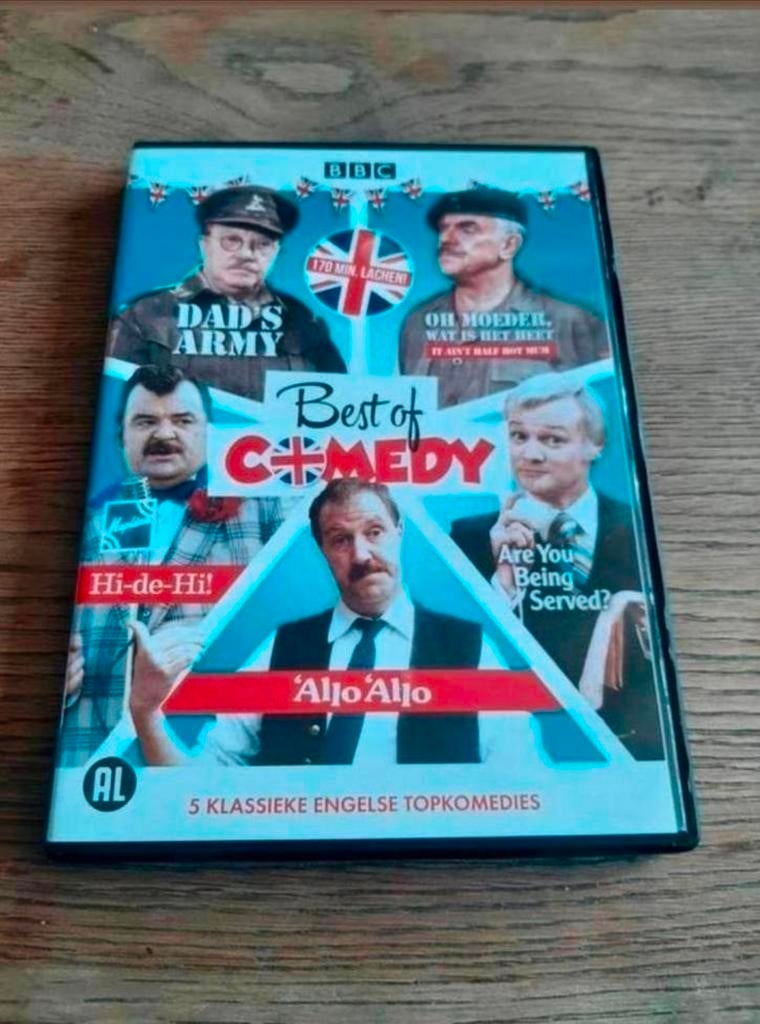 BBC
170 MIN. LACHEN!
DAD'S
ARMY
OH MOEDER,
WAT IS HET HEET
IT AIN'T HALF HOT MUM
Best of
COMEDY
Hi-de-Hi!
Are You
Being
Served?
'Allo 'Allo
AL
5 KLASSIEKE ENGELSE TOPKOMEDIES